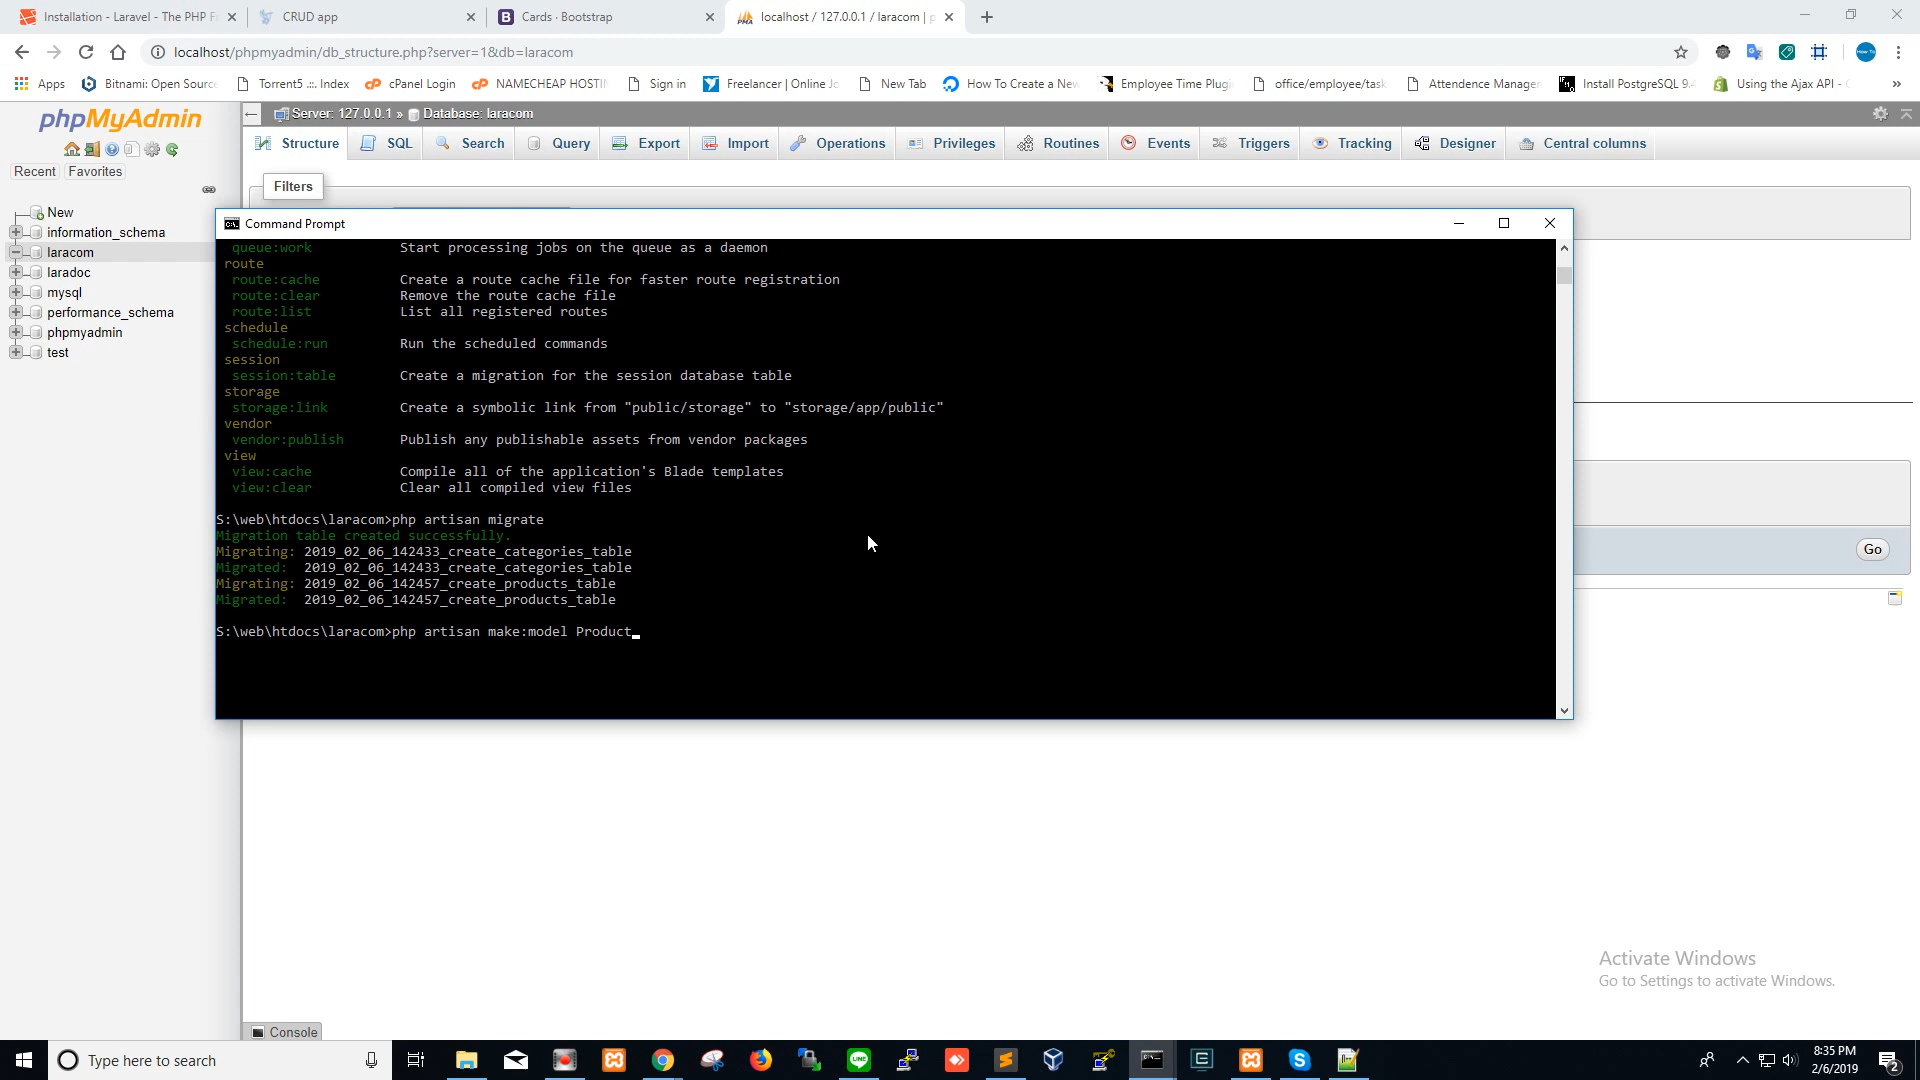 Installation - Laravel - The PHP F
CRUD app
Cards · Bootstrap
localhost / 127.0.0.1 / laracom | p
localhost/phpmyadmin/db_structure.php?server=1&db=laracom
Apps
Bitnami: Open Source
Torrent5 .::. Index
cPanel Login
NAMECHEAP HOSTIN
Sign in
Freelancer | Online Jo
New Tab
How To Create a New
Employee Time Plugi
office/employee/task
Attendence Manager
Install PostgreSQL 9.4
Using the Ajax API -
»
phpMyAdmin
Server: 127.0.0.1 » Database: laracom
Structure
SQL
Search
Query
Export
Import
Operations
Privileges
Routines
Events
Triggers
Tracking
Designer
Central columns
Recent
Favorites
Filters
New
information_schema
laracom
laradoc
mysql
performance_schema
phpmyadmin
test
Command Prompt
queue:work Start processing jobs on the queue as a daemon
route
route:cache Create a route cache file for faster route registration
route:clear Remove the route cache file
route:list List all registered routes
schedule
schedule:run Run the scheduled commands
session
session:table Create a migration for the session database table
storage
storage:link Create a symbolic link from "public/storage" to "storage/app/public"
vendor
vendor:publish Publish any publishable assets from vendor packages
view
view:cache Compile all of the application's Blade templates
view:clear Clear all compiled view files
S:\web\htdocs\laracom>php artisan migrate
Migration table created successfully.
Migrating: 2019_02_06_142433_create_categories_table
Migrated: 2019_02_06_142433_create_categories_table
Migrating: 2019_02_06_142457_create_products_table
Migrated: 2019_02_06_142457_create_products_table
S:\web\htdocs\laracom>php artisan make:model Product_
Go
Activate Windows
Go to Settings to activate Windows.
Console
Type here to search
8:35 PM
2/6/2019
2